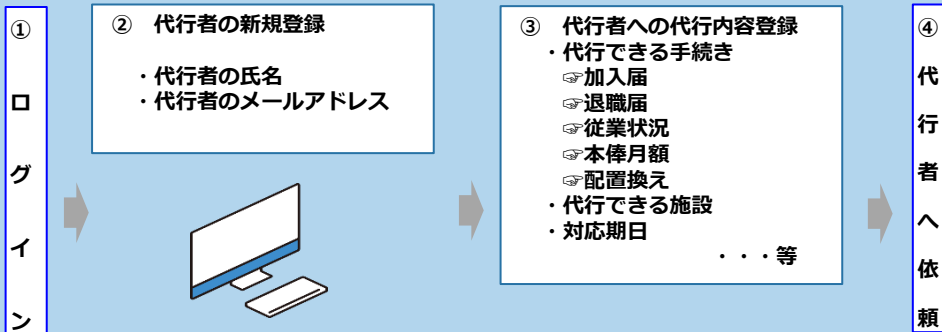 ①
ログイン
② 代行者の新規登録
・代行者の氏名
・代行者のメールアドレス
③ 代行者への代行内容登録
・代行できる手続き
☞加入届
☞退職届
☞従業状況
☞本俸月額
☞配置換え
・代行できる施設
・対応期日
・・・等
④
代行者へ依頼